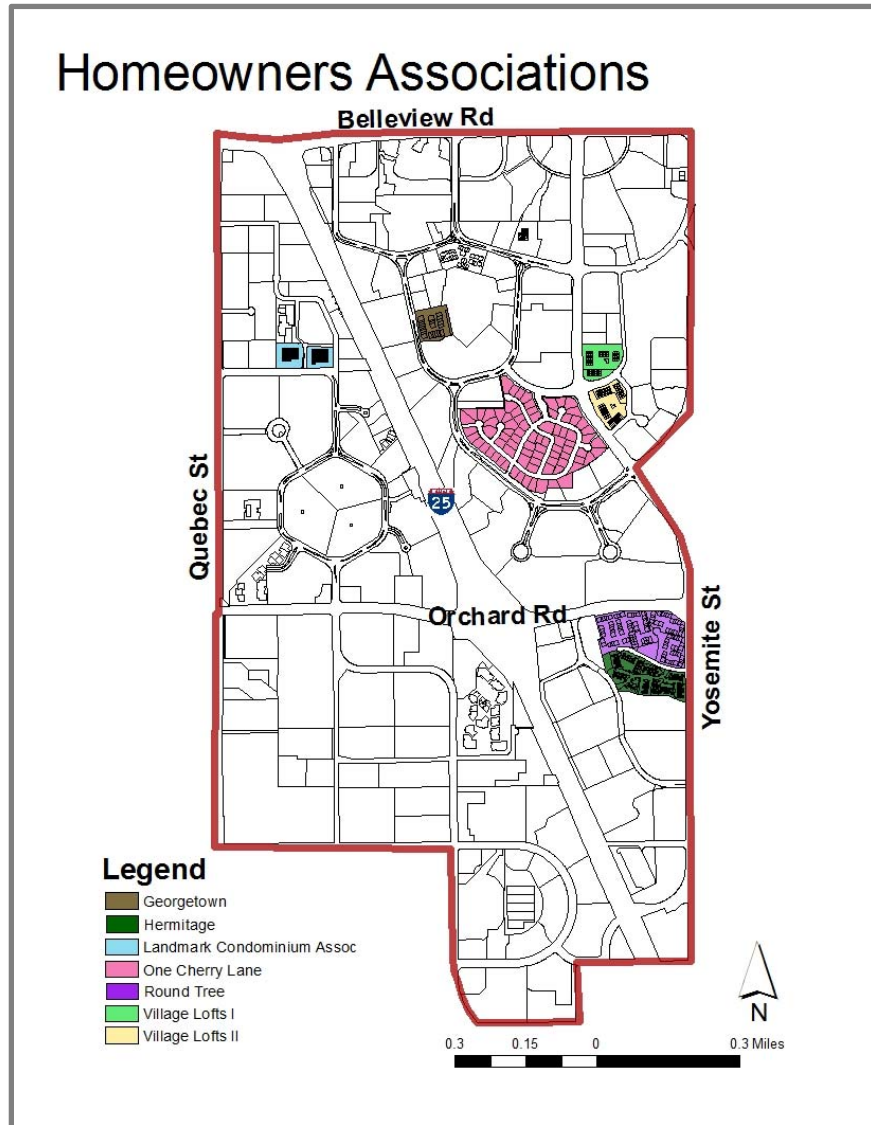 Homeowners Associations
Belleview Rd
Quebec St
25
Orchard Rd
Yosemite St
Legend
Georgetown
Hermitage
Landmark Condominium Assoc
One Cherry Lane
Round Tree
Village Lofts I
Village Lofts II
N
0.3 0.15 0 0.3 Miles